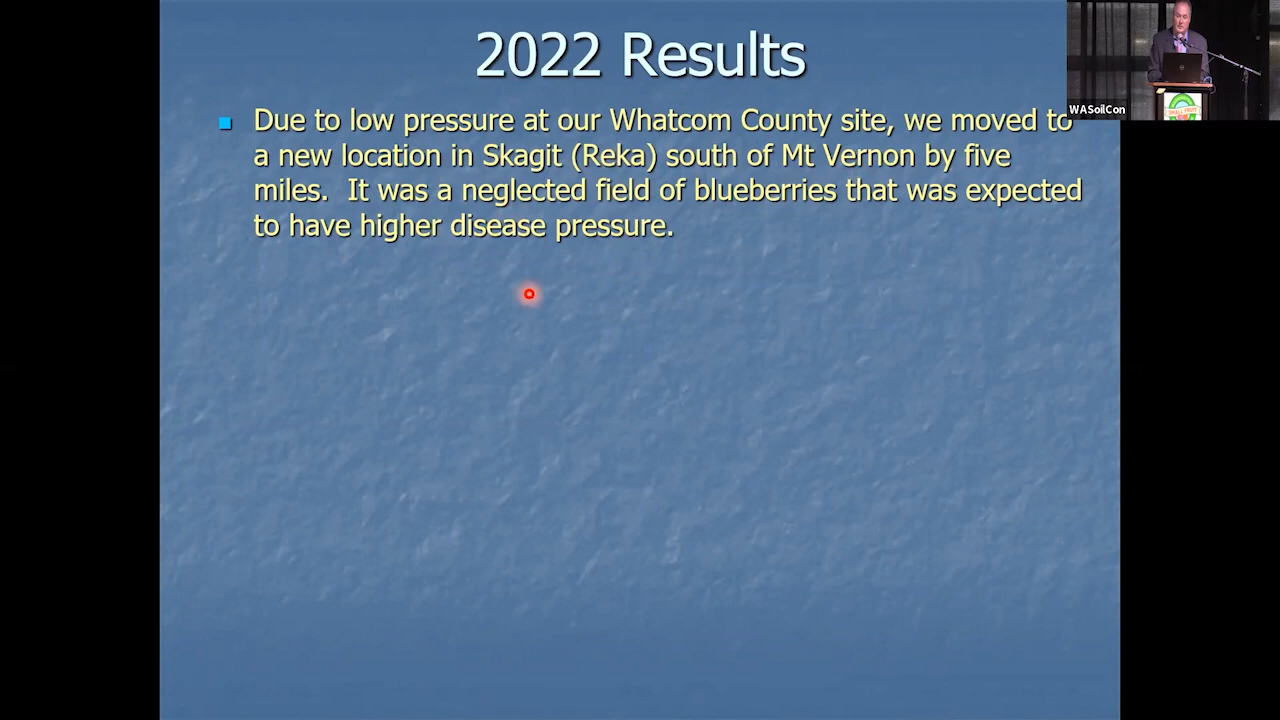 2022 Results
Due to low pressure at our Whatcom County site, we moved to
a new location in Skagit (Reka) south of Mt Vernon by five
miles. It was a neglected field of blueberries that was expected
to have higher disease pressure.
WASoilCon
SMALL FRUIT